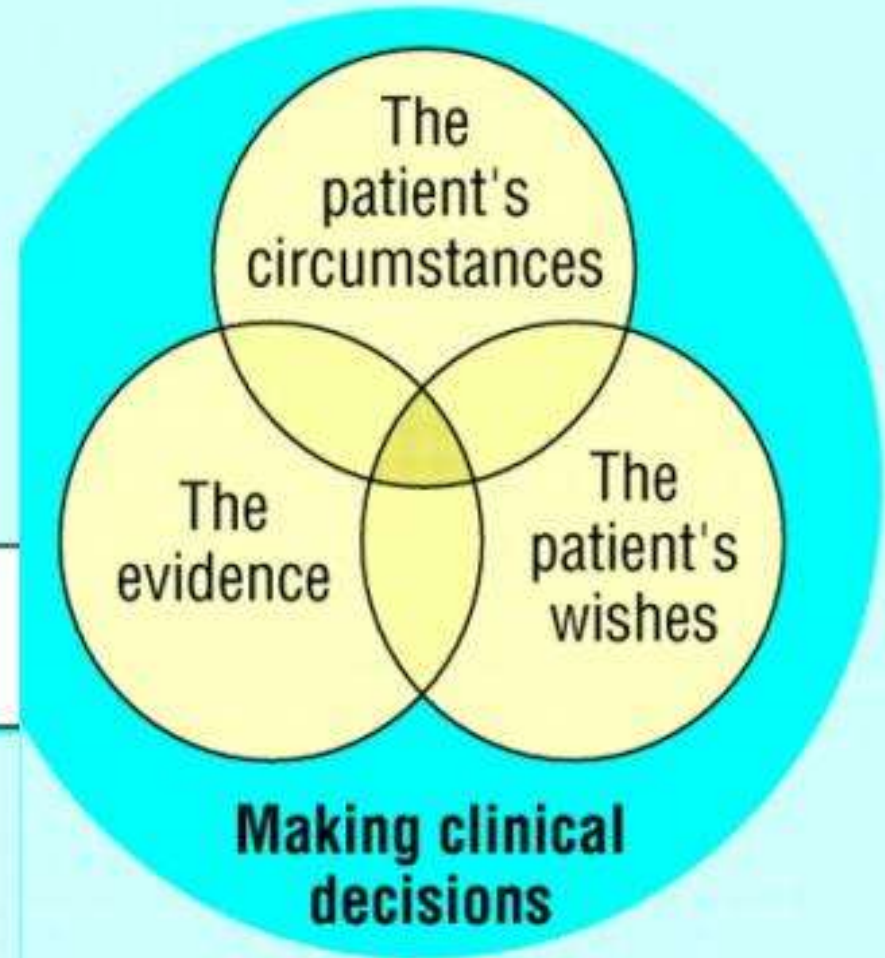 The
patient's
circumstances
The
evidence
The
patient's
wishes
Making clinical
decisions